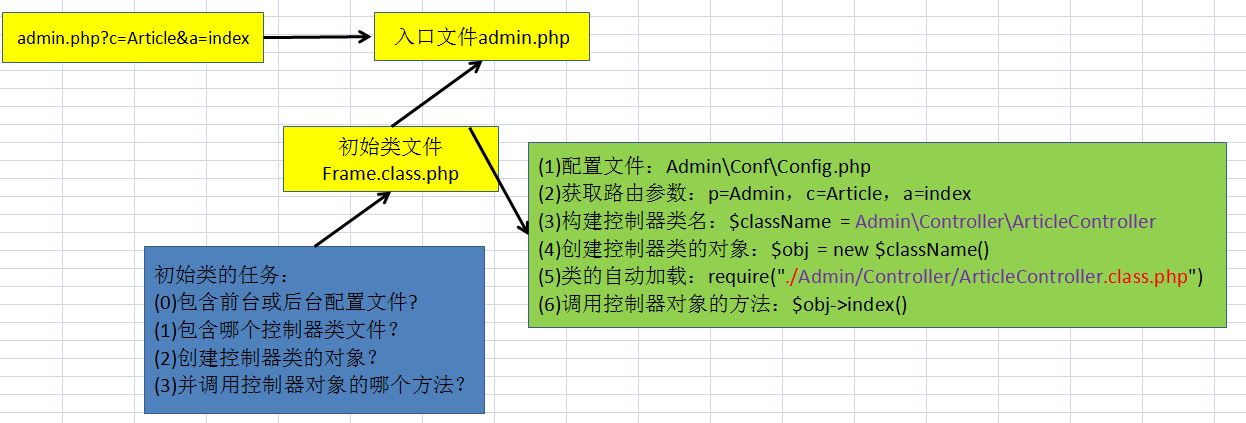 admin.php?c=Article&a=index
入口文件admin.php
初始类文件
Frame.class.php
(1)配置文件：Admin\Conf\Config.php
(2)获取路由参数：p=Admin，c=Article，a=index
(3)构建控制器类名：$className = Admin\Controller\ArticleController
(4)创建控制器类的对象：$obj = new $className()
(5)类的自动加载：require("./Admin/Controller/ArticleController.class.php")
(6)调用控制器对象的方法：$obj->index()
初始类的任务：
(0)包含前台或后台配置文件?
(1)包含哪个控制器类文件？
(2)创建控制器类的对象？
(3)并调用控制器对象的哪个方法？